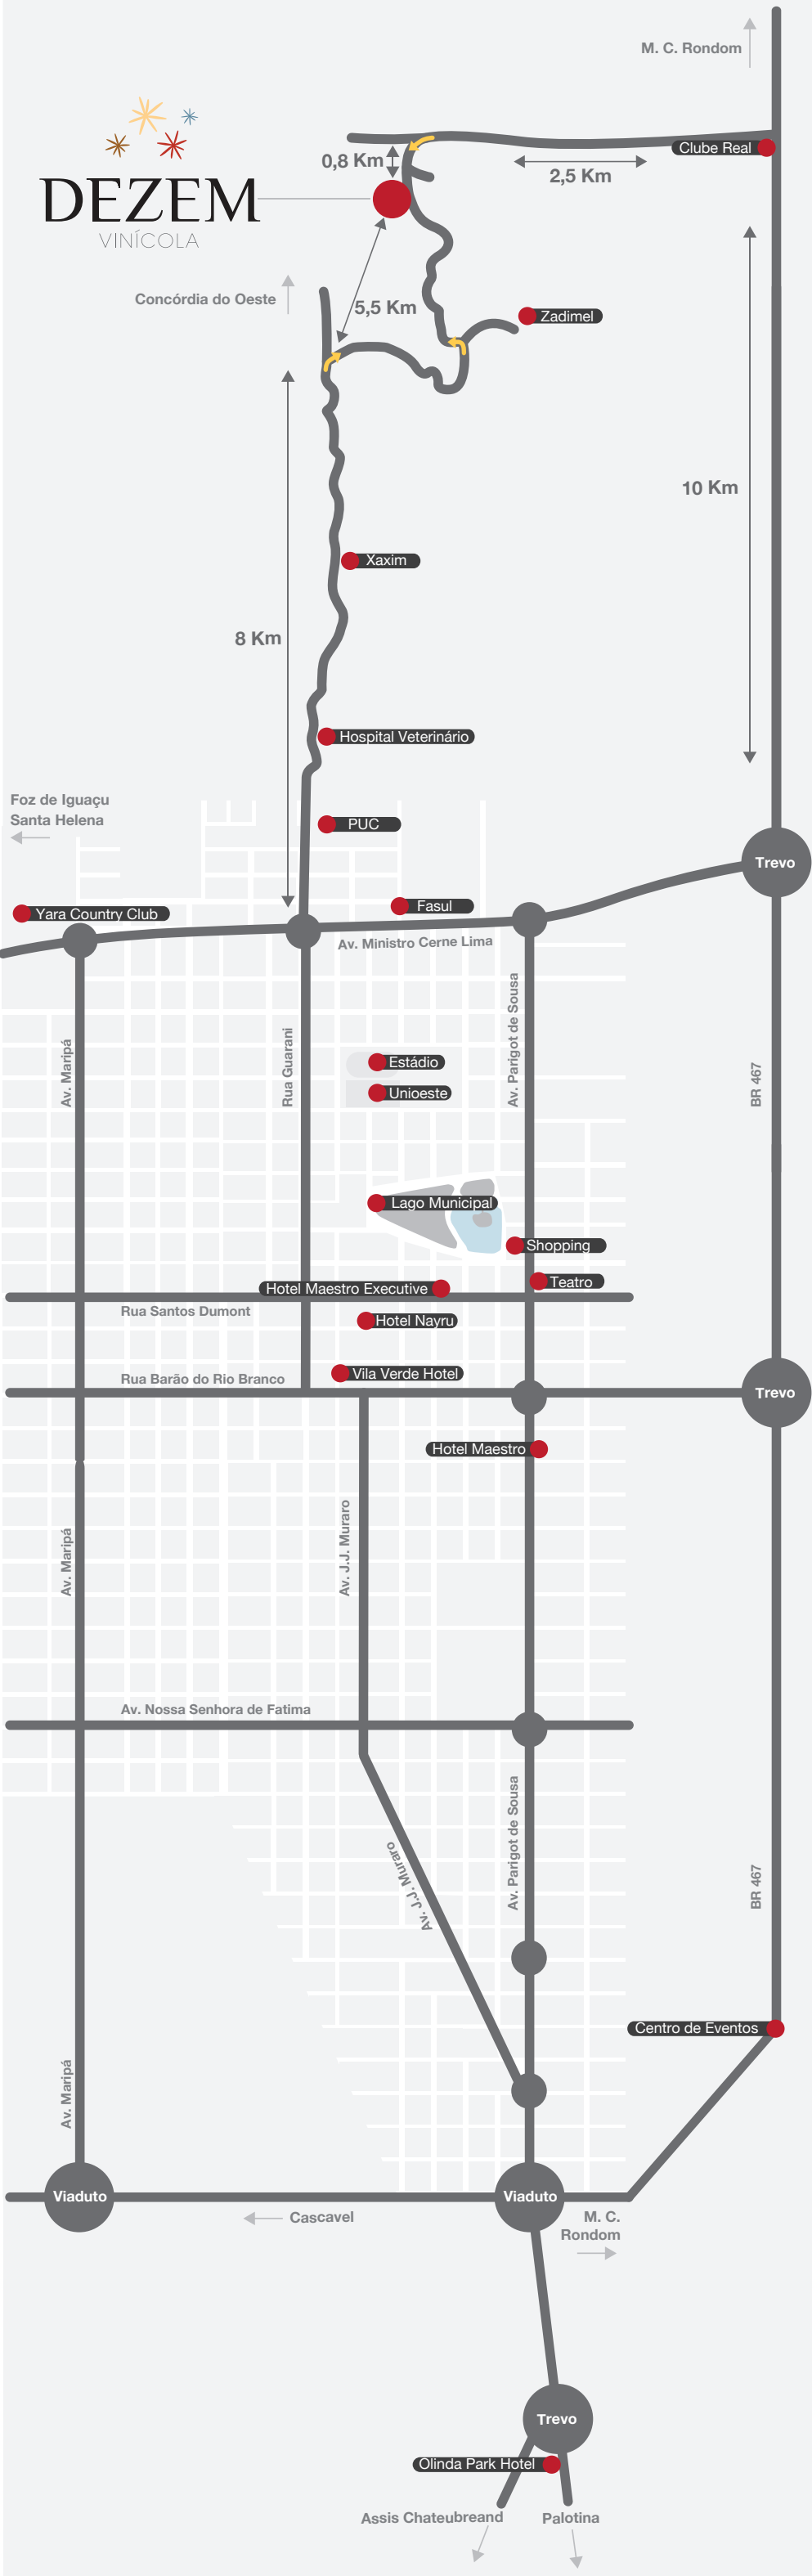 M. C. Rondom
Clube Real
0,8 Km
2,5 Km
DEZEM
VINÍCOLA
Concórdia do Oeste
5,5 Km
Zadimel
10 Km
Xaxim
8 Km
Hospital Veterinário
Foz de Iguaçu
Santa Helena
PUC
Trevo
Yara Country Club
Fasul
Av. Ministro Cerne Lima
Av. Maripá
Rua Guarani
Av. Parigot de Sousa
BR 467
Estádio
Unioeste
Lago Municipal
Shopping
Teatro
Hotel Maestro Executive
Rua Santos Dumont
Hotel Nayru
Vila Verde Hotel
Rua Barão do Rio Branco
Trevo
Hotel Maestro
Av. Maripá
Av. J.J. Muraro
Av. Nossa Senhora de Fatima
Av. J.J. Muraro
Av. Parigot de Sousa
BR 467
Centro de Eventos
Av. Maripá
Viaduto
Viaduto
Cascavel
M. C.
Rondom
Trevo
Olinda Park Hotel
Assis Chateubreand
Palotina